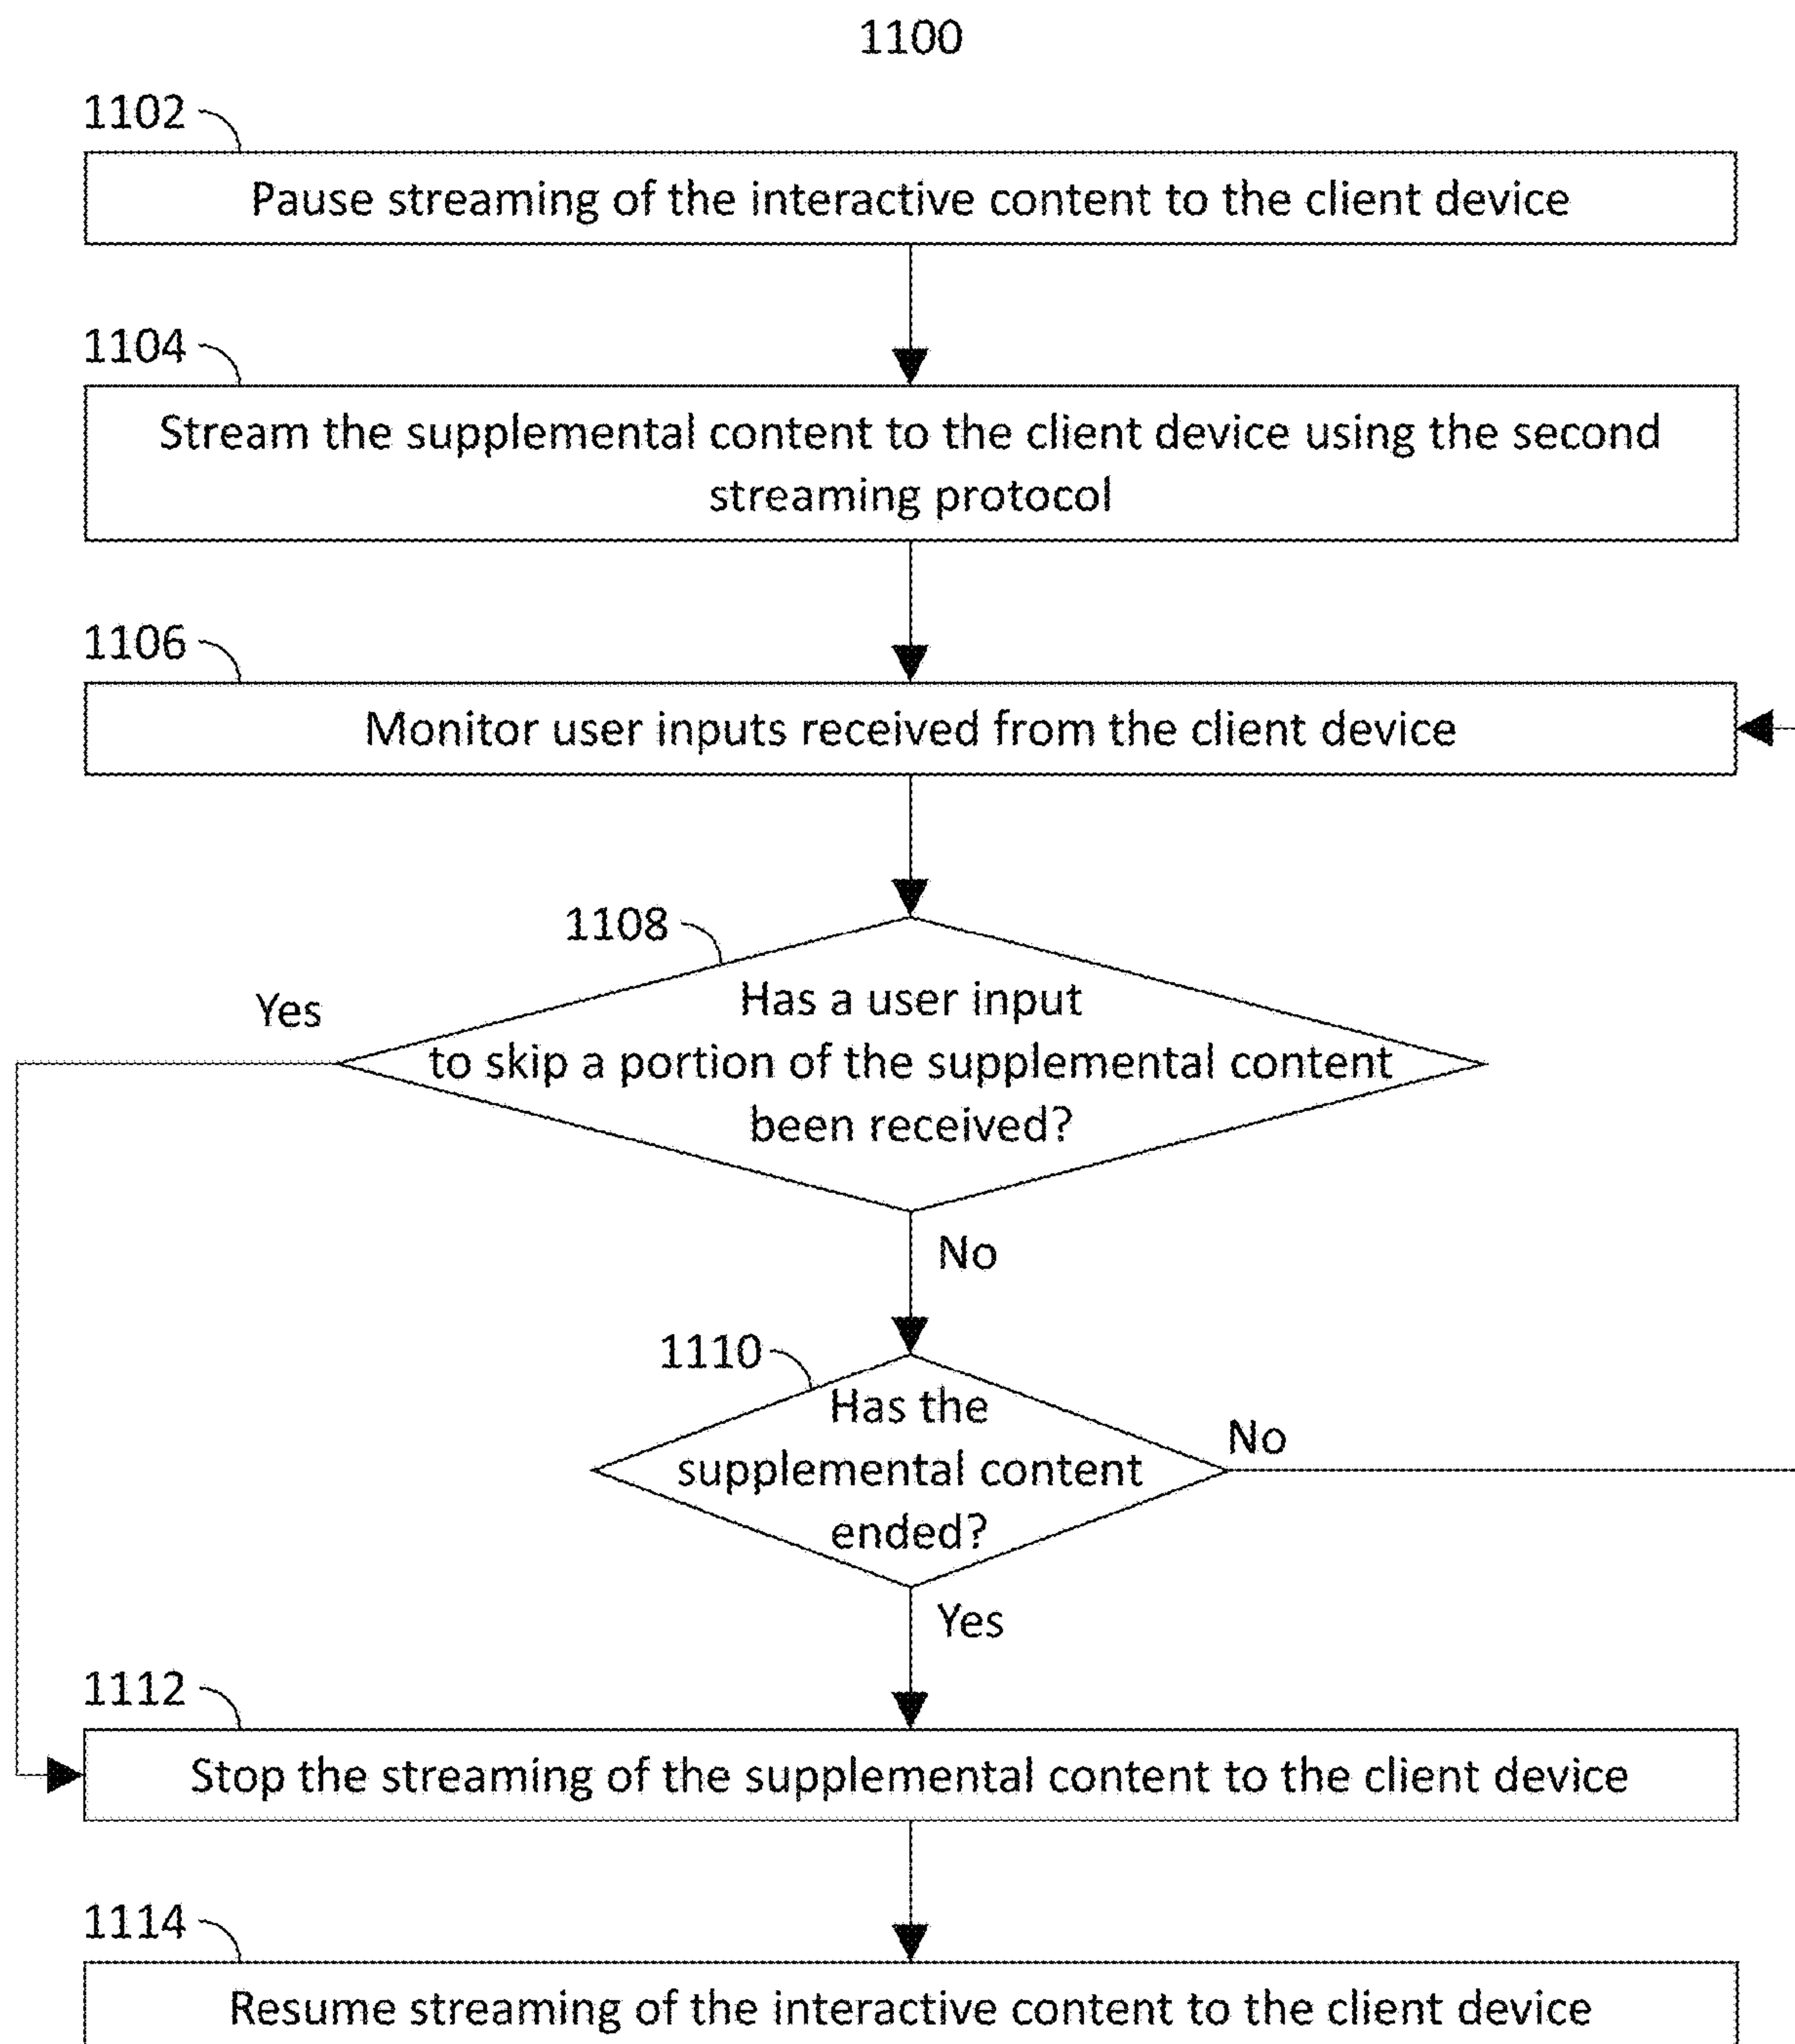 1100
1102
Pause streaming of the interactive content to the client device
1104
Stream the supplemental content to the client device using the second
streaming protocol
1106
Monitor user inputs received from the client device
1108
Yes
Has a user input
to skip a portion of the supplemental content
been received?
No
1110
Has the
supplemental content
ended?
No
Yes
1112
Stop the streaming of the supplemental content to the client device
1114
Resume streaming of the interactive content to the client device